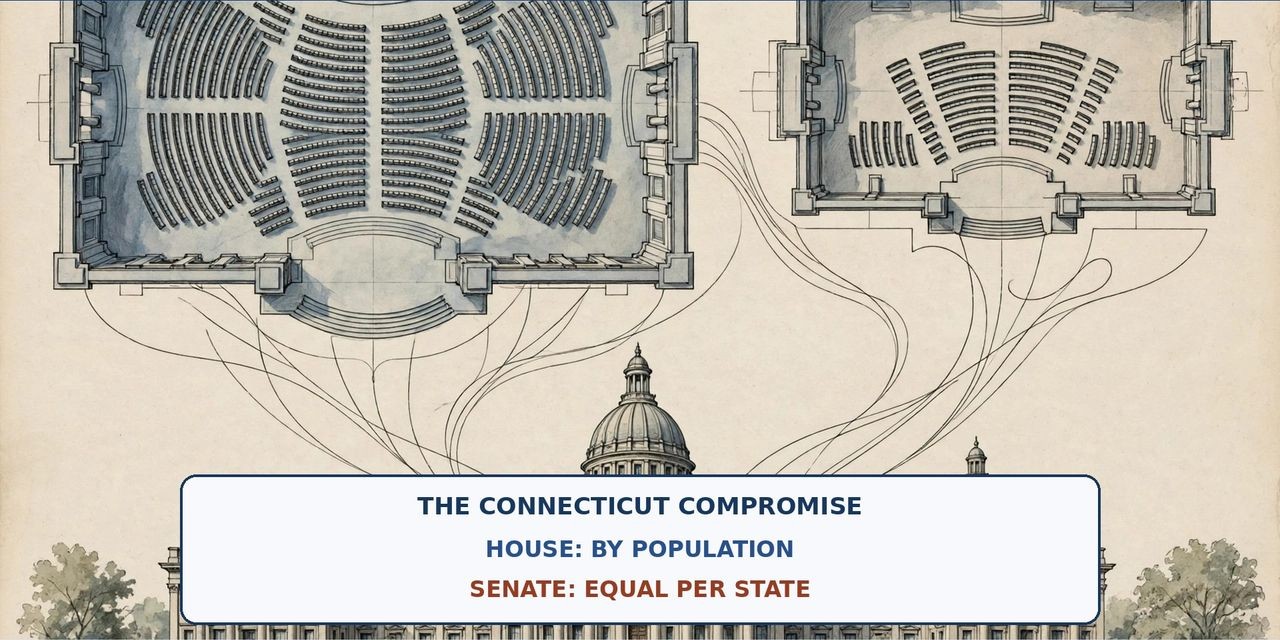 THE CONNECTICUT COMPROMISE
HOUSE: BY POPULATION
SENATE: EQUAL PER STATE